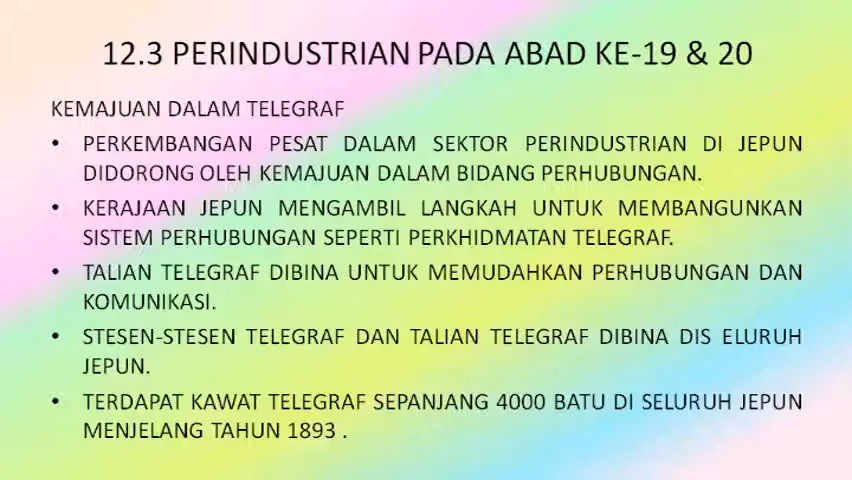 12.3 PERINDUSTRIAN PADA ABAD KE-19 & 20
KEMAJUAN DALAM TELEGRAF
• PERKEMBANGAN PESAT DALAM SEKTOR PERINDUSTRIAN DI JEPUN
DIDORONG OLEH KEMAJUAN DALAM BIDANG PERHUBUNGAN.
• KERAJAAN JEPUN MENGAMBIL LANGKAH UNTUK MEMBANGUNKAN
SISTEM PERHUBUNGAN SEPERTI PERKHIDMATAN TELEGRAF.
• TALIAN TELEGRAF DIBINA UNTUK MEMUDAHKAN PERHUBUNGAN DAN
KOMUNIKASI.
• STESEN-STESEN TELEGRAF DAN TALIAN TELEGRAF DIBINA DIS ELURUH
JEPUN.
• TERDAPAT KAWAT TELEGRAF SEPANJANG 4000 BATU DI SELURUH JEPUN
MENJELANG TAHUN 1893 .